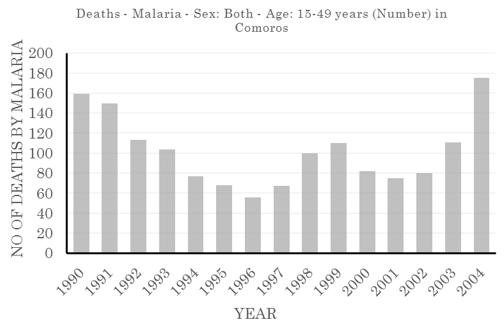 Deaths - Malaria - Sex: Both - Age: 15-49 years (Number) in
Comoros
NO OF DEATHS BY MALARIA
200
180
160
140
120
100
80
60
40
20
0
1990 1991 1992 1993 1994 1995 1996 1997 1998 1999 2000 2001 2002 2003 2004
YEAR